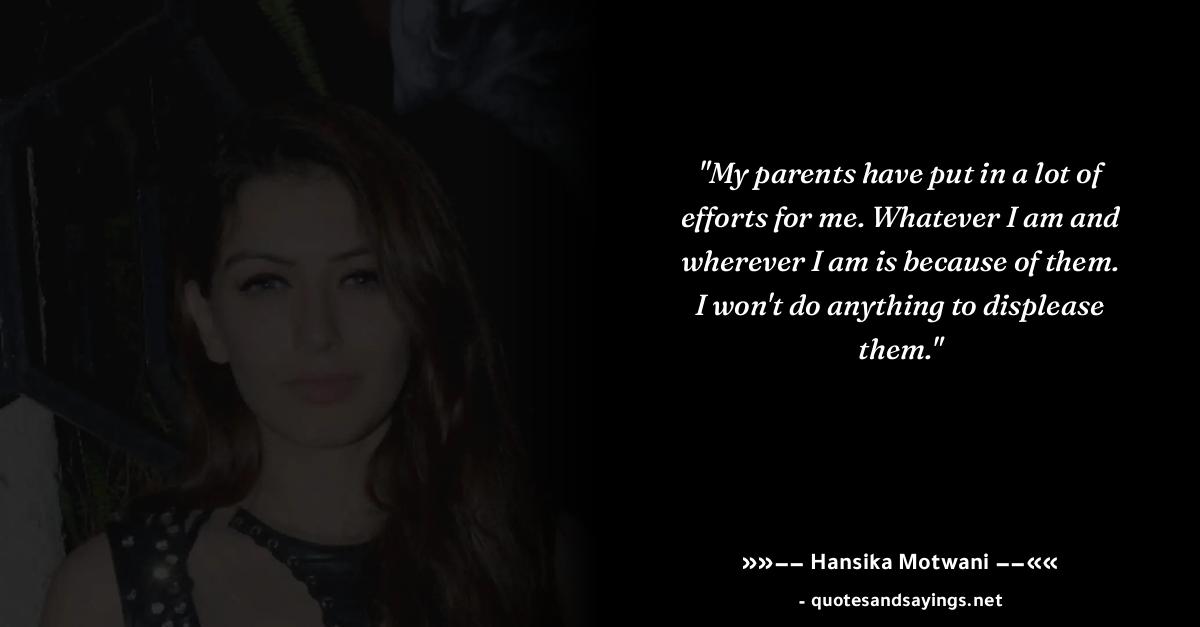 "My parents have put in a lot of
efforts for me. Whatever I am and
wherever I am is because of them.
I won't do anything to displease
them."
»»–– Hansika Motwani ––««
- quotesandsayings.net